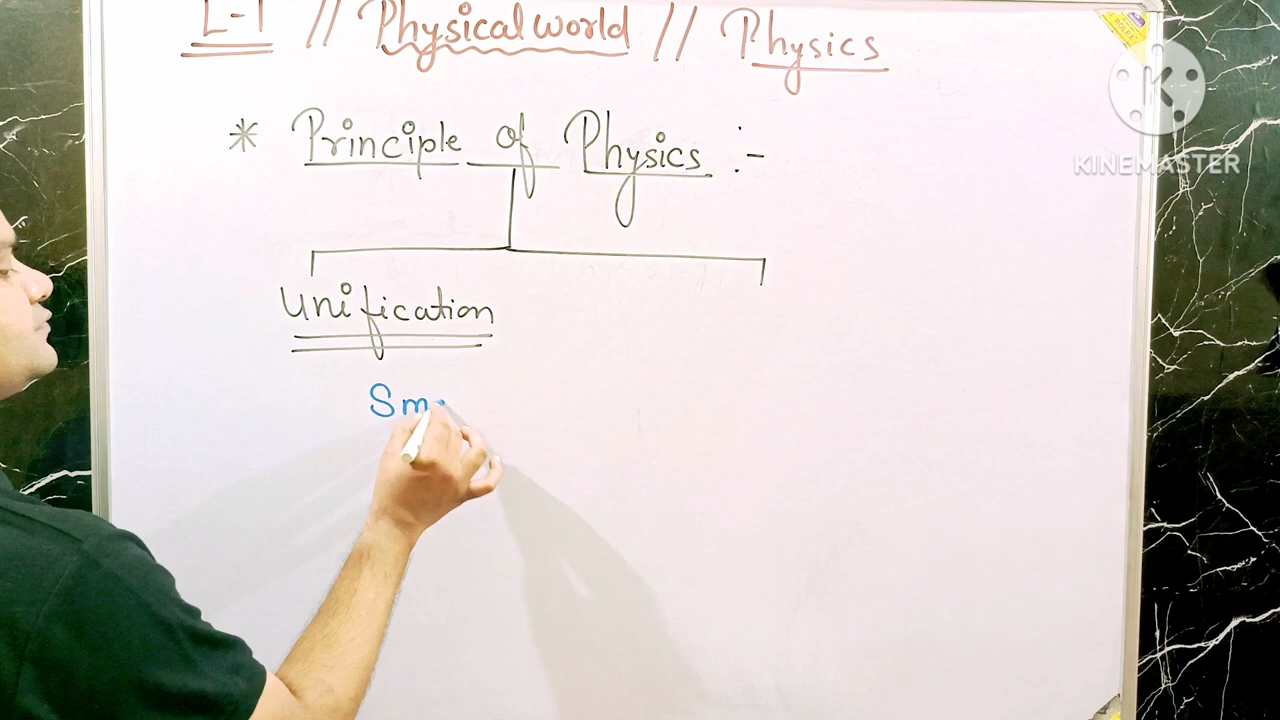 L-1 // Physical world // Physics
* Principle of Physics :-
Unification
Sm
KINEMASTER